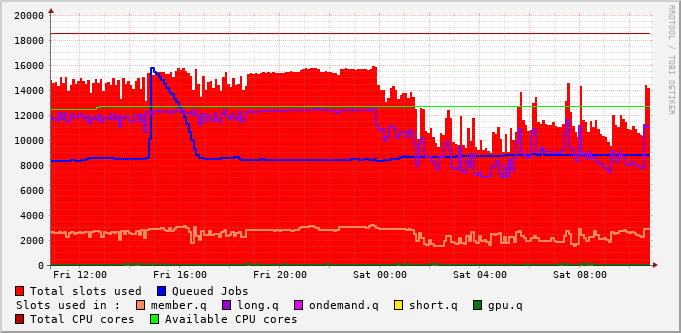 20000
18000
16000
14000
12000
10000
8000
6000
4000
2000
0
Fri 12:00 Fri 16:00 Fri 20:00 Sat 00:00 Sat 04:00 Sat 08:00
Total slots used Queued Jobs
Slots used in : member.q long.q ondemand.q short.q gpu.q
Total CPU cores Available CPU cores
RRDTOOL / TOBI OETIKER